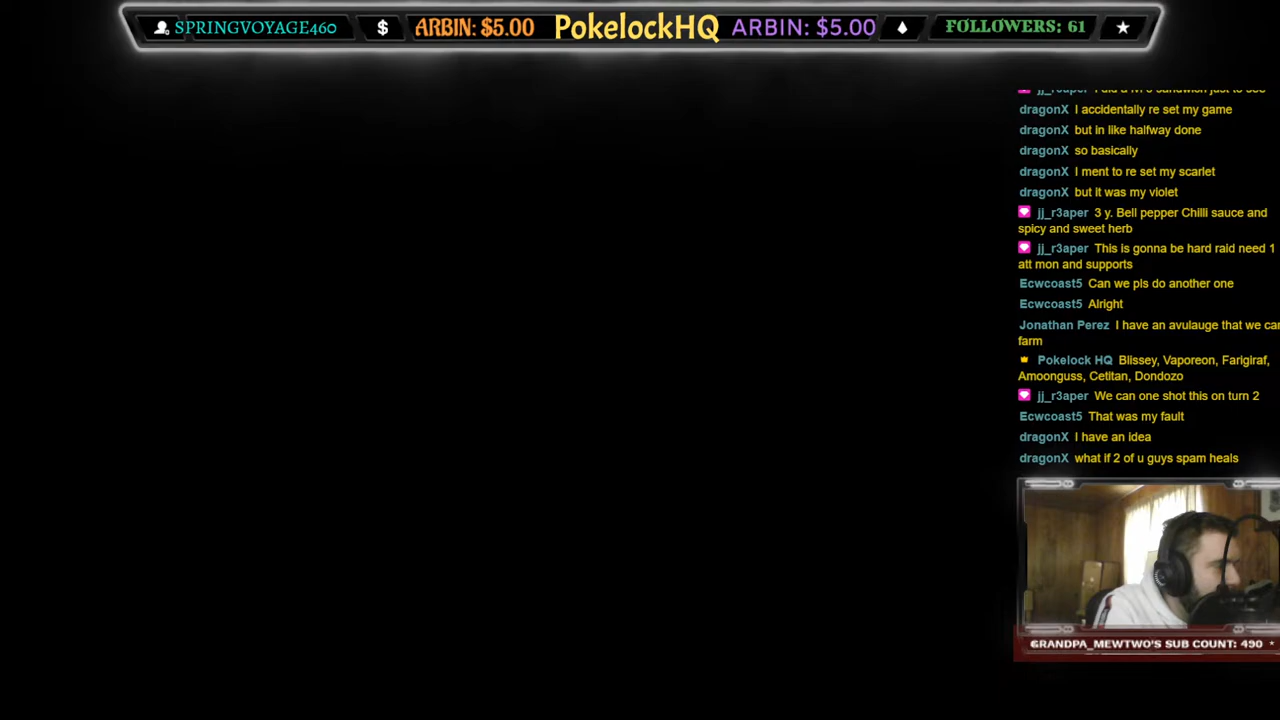 SPRINGVOYAGE460 $ ARBIN: $5.00 PokelockHQ ARBIN: $5.00 FOLLOWERS: 61
dragonX I accidentally re set my game
dragonX but in like halfway done
dragonX so basically
dragonX I ment to re set my scarlet
dragonX but it was my violet
jj_r3aper 3 y. Bell pepper Chilli sauce and
spicy and sweet herb
jj_r3aper This is gonna be hard raid need 1
att mon and supports
Ecwcoast5 Can we pls do another one
Ecwcoast5 Alright
Jonathan Perez I have an avulauge that we can
farm
Pokelock HQ Blissey, Vaporeon, Farigiraf,
Amoonguss, Cetitan, Dondozo
jj_r3aper We can one shot this on turn 2
Ecwcoast5 That was my fault
dragonX I have an idea
dragonX what if 2 of u guys spam heals
GRANDPA_MEWTWO'S SUB COUNT: 490 *